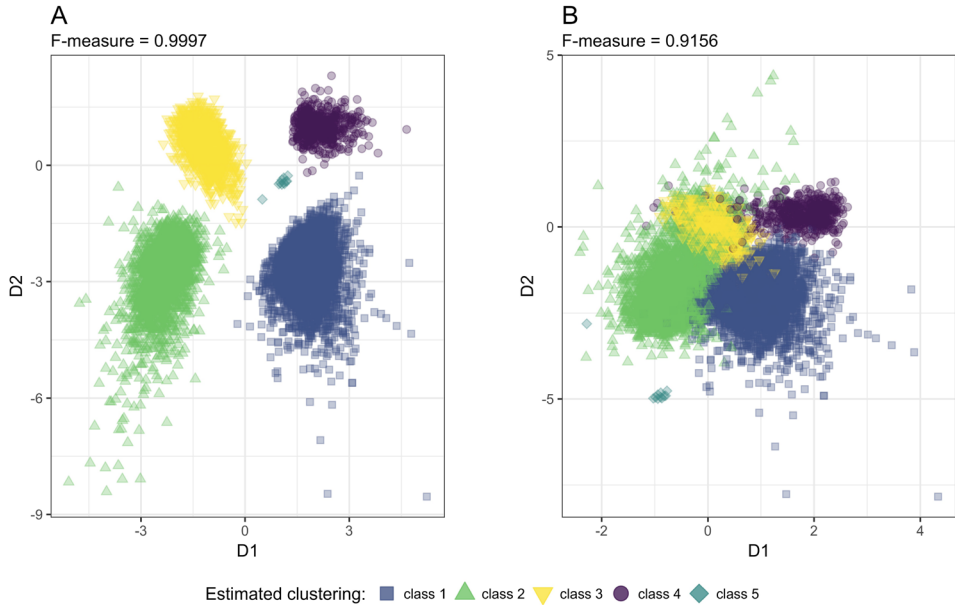 A
F-measure = 0.9997
D2
0
-3
-6
-9
-3
0
3
D1
B
F-measure = 0.9156
D2
5
0
-5
-2
0
2
4
D1
Estimated clustering: class 1 class 2 class 3 class 4 class 5